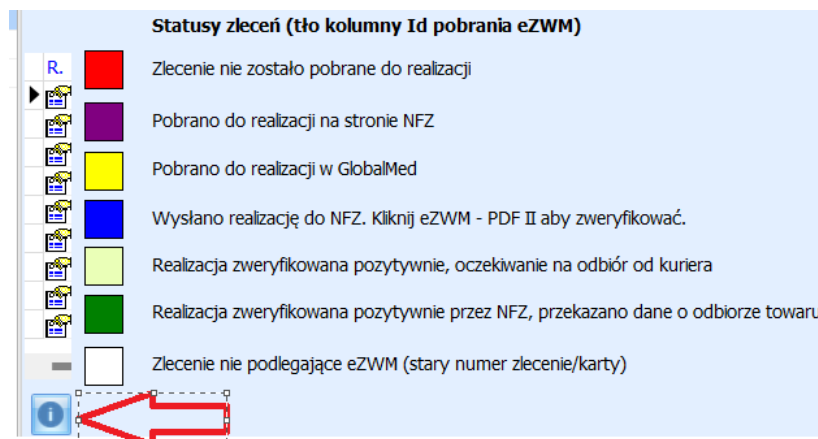 Statusy zleceń (tło kolumny Id pobrania eZWM)
R.
Zlecenie nie zostało pobrane do realizacji
Pobrano do realizacji na stronie NFZ
Pobrano do realizacji w GlobalMed
Wysłano realizację do NFZ. Kliknij eZWM - PDF II aby zweryfikować.
Realizacja zweryfikowana pozytywnie, oczekiwanie na odbiór od kuriera
Realizacja zweryfikowana pozytywnie przez NFZ, przekazano dane o odbiorze towaru
Zlecenie nie podlegające eZWM (stary numer zlecenie/karty)